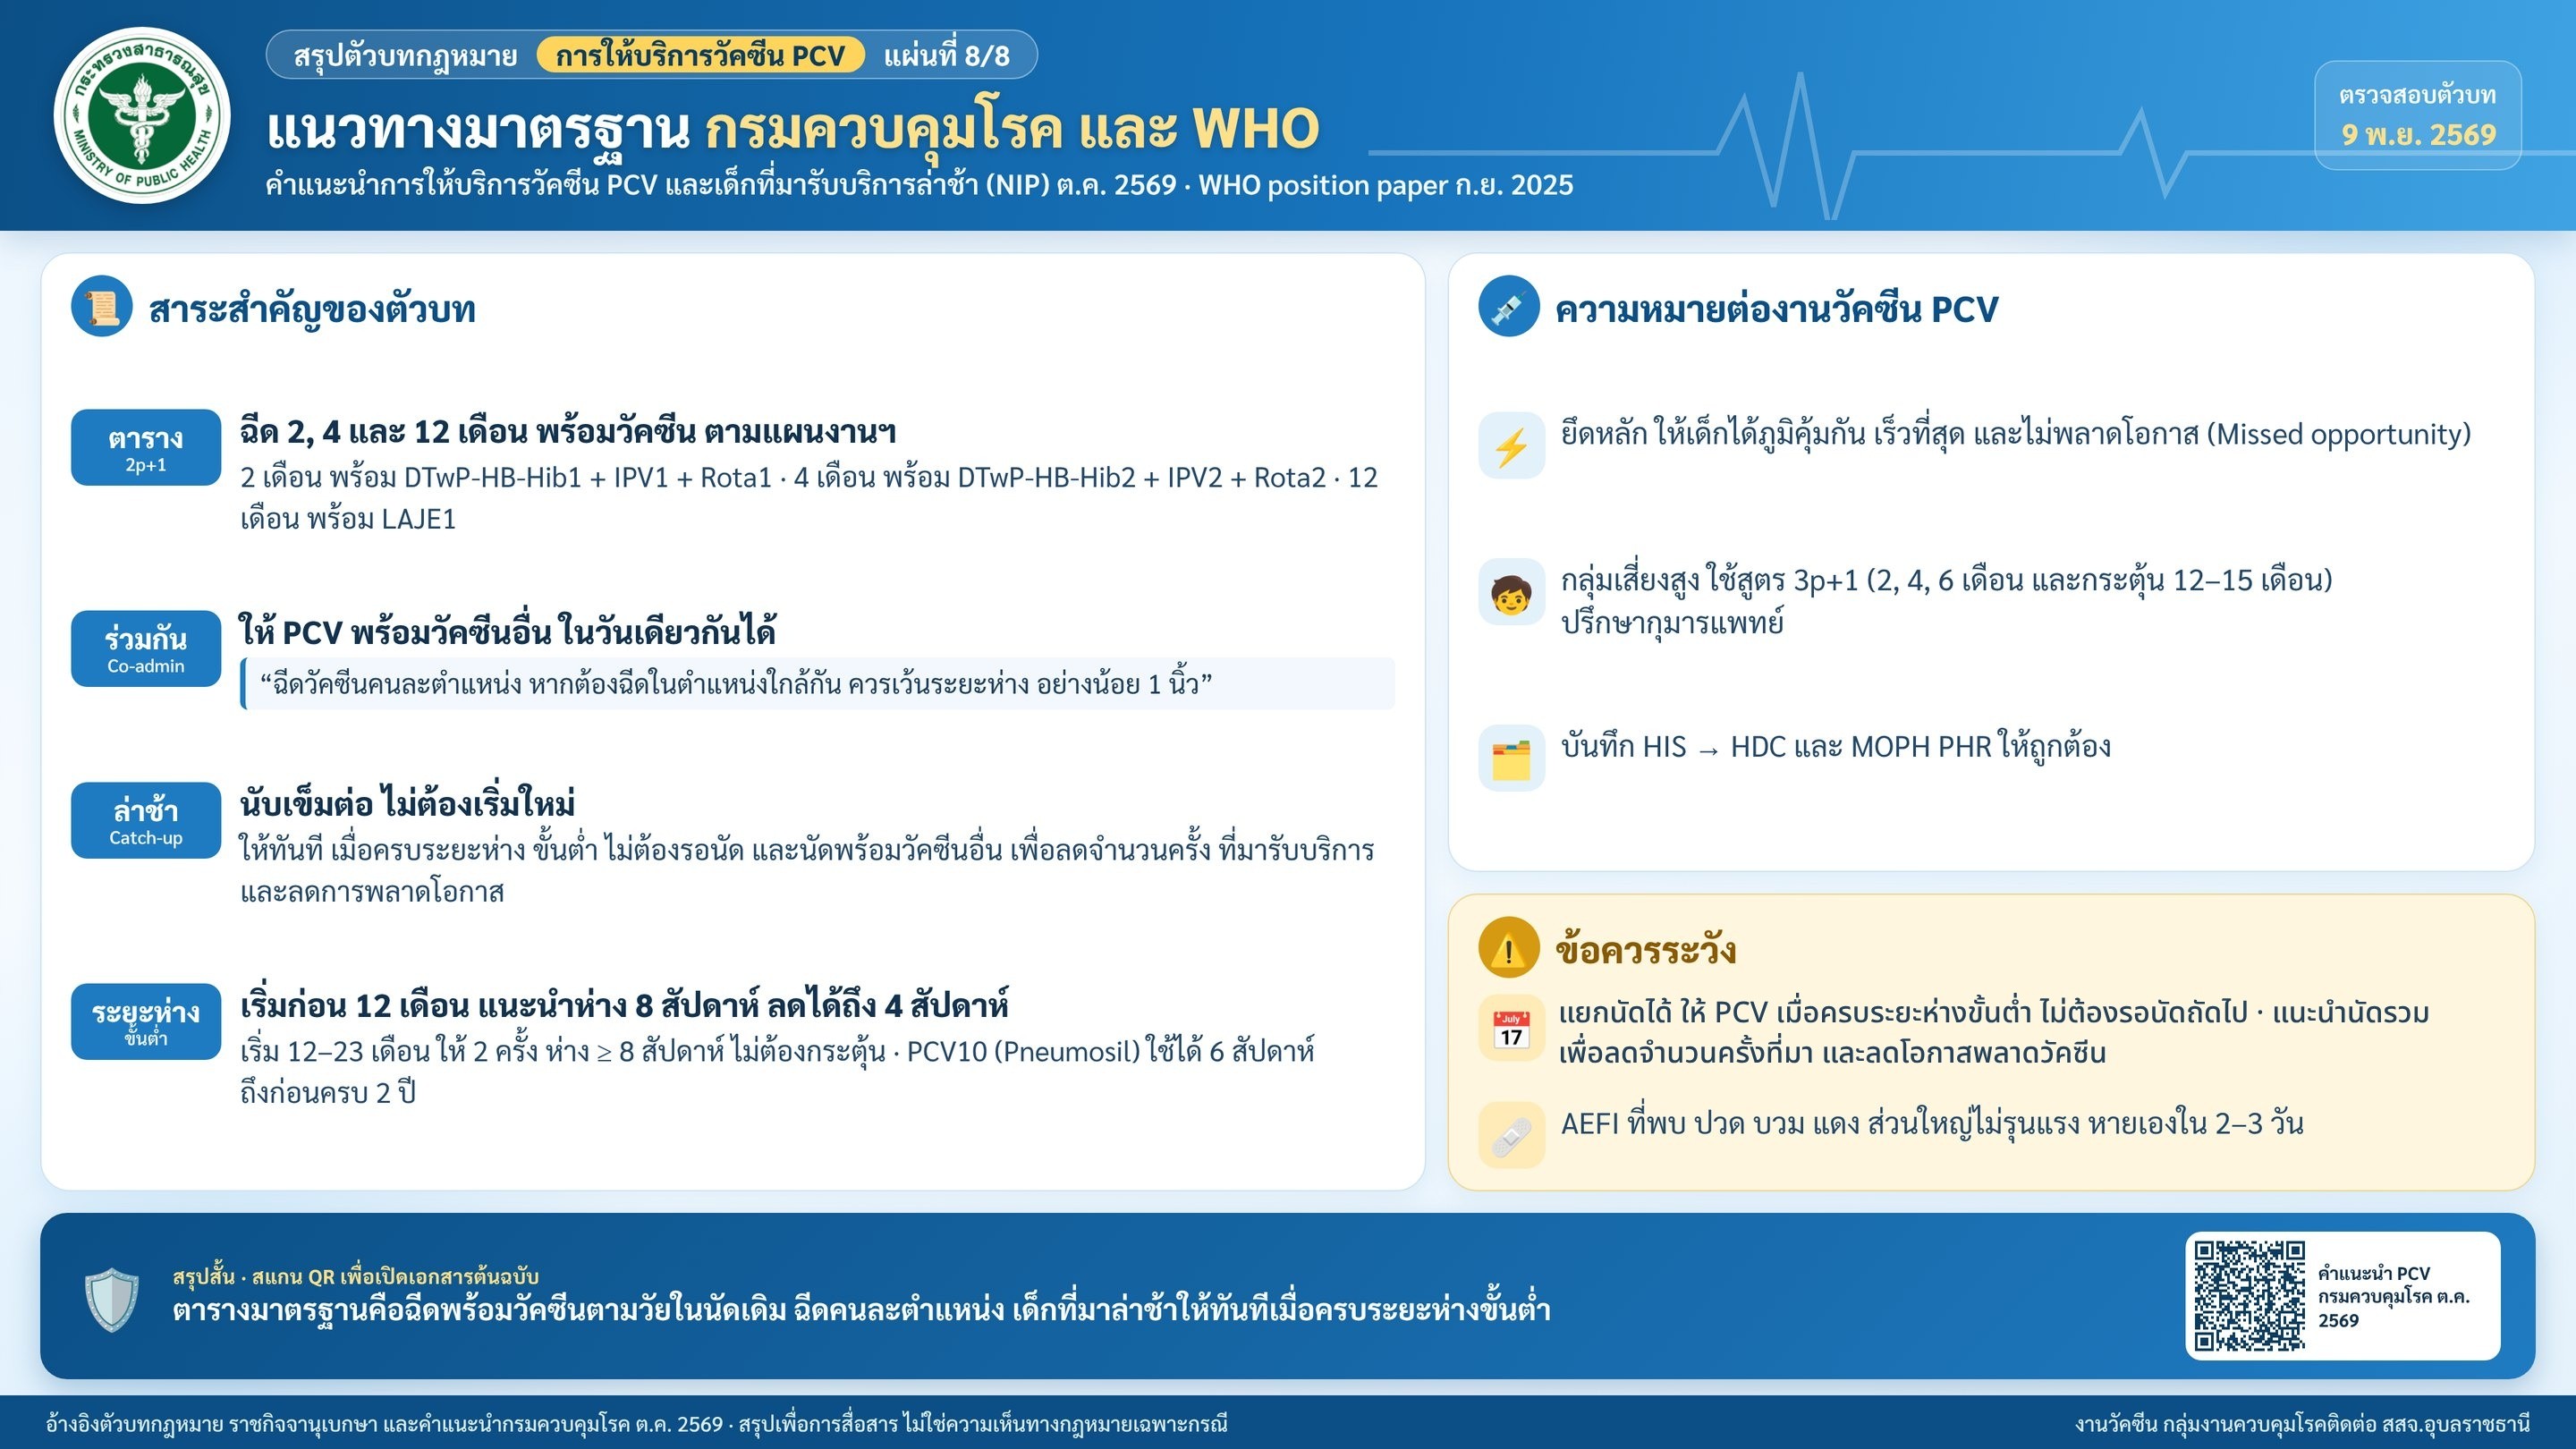 กระทรวงสาธารณสุข
MINISTRY OF PUBLIC HEALTH
สรุปตัวบทกฎหมาย การให้บริการวัคซีน PCV แผ่นที่ 8/8
แนวทางมาตรฐาน กรมควบคุมโรค และ WHO
คำแนะนำการให้บริการวัคซีน PCV และเด็กที่มารับบริการล่าช้า (NIP) ต.ค. 2569 · WHO position paper ก.ย. 2025
ตรวจสอบตัวบท
9 พ.ย. 2569
สาระสำคัญของตัวบท
ตาราง
2p+1
ฉีด 2, 4 และ 12 เดือน พร้อมวัคซีน ตามแผนงานฯ
2 เดือน พร้อม DTwP-HB-Hib1 + IPV1 + Rota1 · 4 เดือน พร้อม DTwP-HB-Hib2 + IPV2 + Rota2 · 12
เดือน พร้อม LAJE1
ร่วมกัน
Co-admin
ให้ PCV พร้อมวัคซีนอื่น ในวันเดียวกันได้
“ฉีดวัคซีนคนละตำแหน่ง หากต้องฉีดในตำแหน่งใกล้กัน ควรเว้นระยะห่าง อย่างน้อย 1 นิ้ว”
ล่าช้า
Catch-up
นับเข็มต่อ ไม่ต้องเริ่มใหม่
ให้ทันที เมื่อครบระยะห่าง ขั้นต่ำ ไม่ต้องรอนัด และนัดพร้อมวัคซีนอื่น เพื่อลดจำนวนครั้ง ที่มารับบริการ
และลดการพลาดโอกาส
ระยะห่าง
ขั้นต่ำ
เริ่มก่อน 12 เดือน แนะนำห่าง 8 สัปดาห์ ลดได้ถึง 4 สัปดาห์
เริ่ม 12–23 เดือน ให้ 2 ครั้ง ห่าง ≥ 8 สัปดาห์ ไม่ต้องกระตุ้น · PCV10 (Pneumosil) ใช้ได้ 6 สัปดาห์
ถึงก่อนครบ 2 ปี
ความหมายต่องานวัคซีน PCV
ยึดหลัก ให้เด็กได้ภูมิคุ้มกัน เร็วที่สุด และไม่พลาดโอกาส (Missed opportunity)
กลุ่มเสี่ยงสูง ใช้สูตร 3p+1 (2, 4, 6 เดือน และกระตุ้น 12–15 เดือน)
ปรึกษากุมารแพทย์
บันทึก HIS → HDC และ MOPH PHR ให้ถูกต้อง
ข้อควรระวัง
July
17
แยกนัดได้ ให้ PCV เมื่อครบระยะห่างขั้นต่ำ ไม่ต้องรอนัดถัดไป · แนะนำนัดรวม
เพื่อลดจำนวนครั้งที่มา และลดโอกาสพลาดวัคซีน
AEFI ที่พบ ปวด บวม แดง ส่วนใหญ่ไม่รุนแรง หายเองใน 2–3 วัน
สรุปสั้น · สแกน QR เพื่อเปิดเอกสารต้นฉบับ
ตารางมาตรฐานคือฉีดพร้อมวัคซีนตามวัยในนัดเดิม ฉีดคนละตำแหน่ง เด็กที่มาล่าช้าให้ทันทีเมื่อครบระยะห่างขั้นต่ำ
คำแนะนำ PCV
กรมควบคุมโรค ต.ค.
2569
อ้างอิงตัวบทกฎหมาย ราชกิจจานุเบกษา และคำแนะนำกรมควบคุมโรค ต.ค. 2569 · สรุปเพื่อการสื่อสาร ไม่ใช่ความเห็นทางกฎหมายเฉพาะกรณี
งานวัคซีน กลุ่มงานควบคุมโรคติดต่อ สสจ.อุบลราชธานี